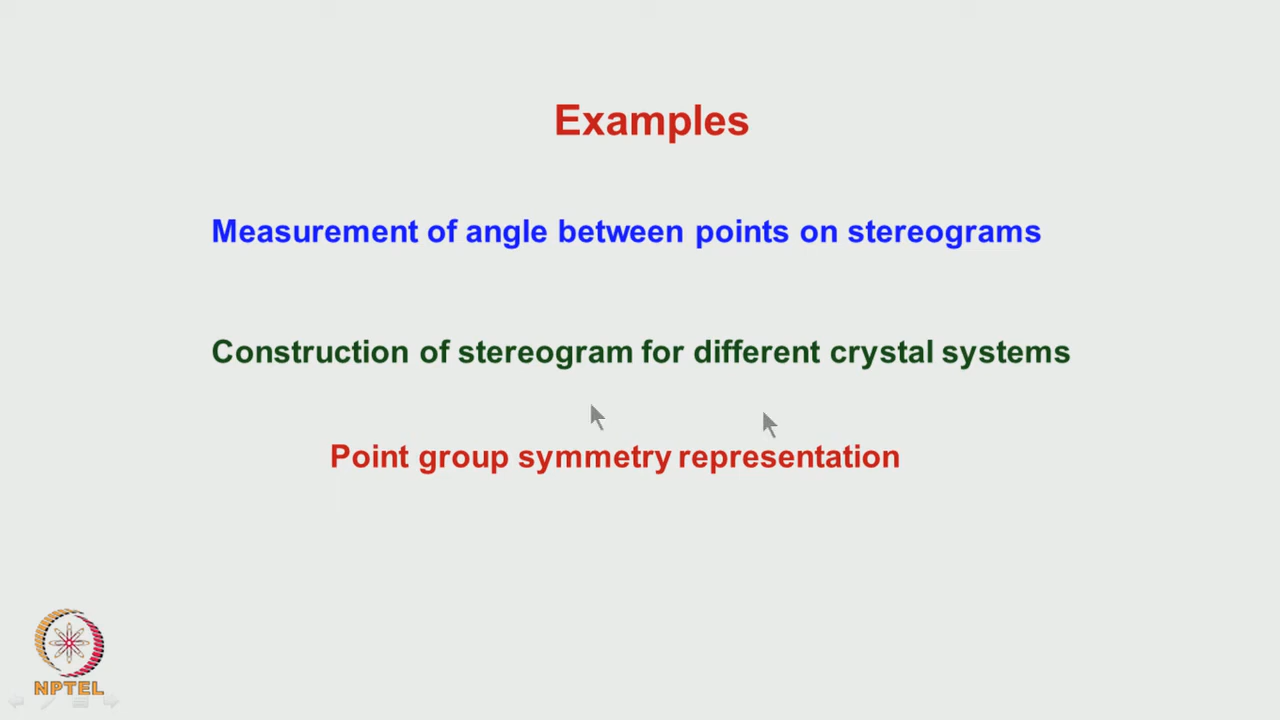 Examples
Measurement of angle between points on stereograms
Construction of stereogram for different crystal systems
Point group symmetry representation
NPTEL